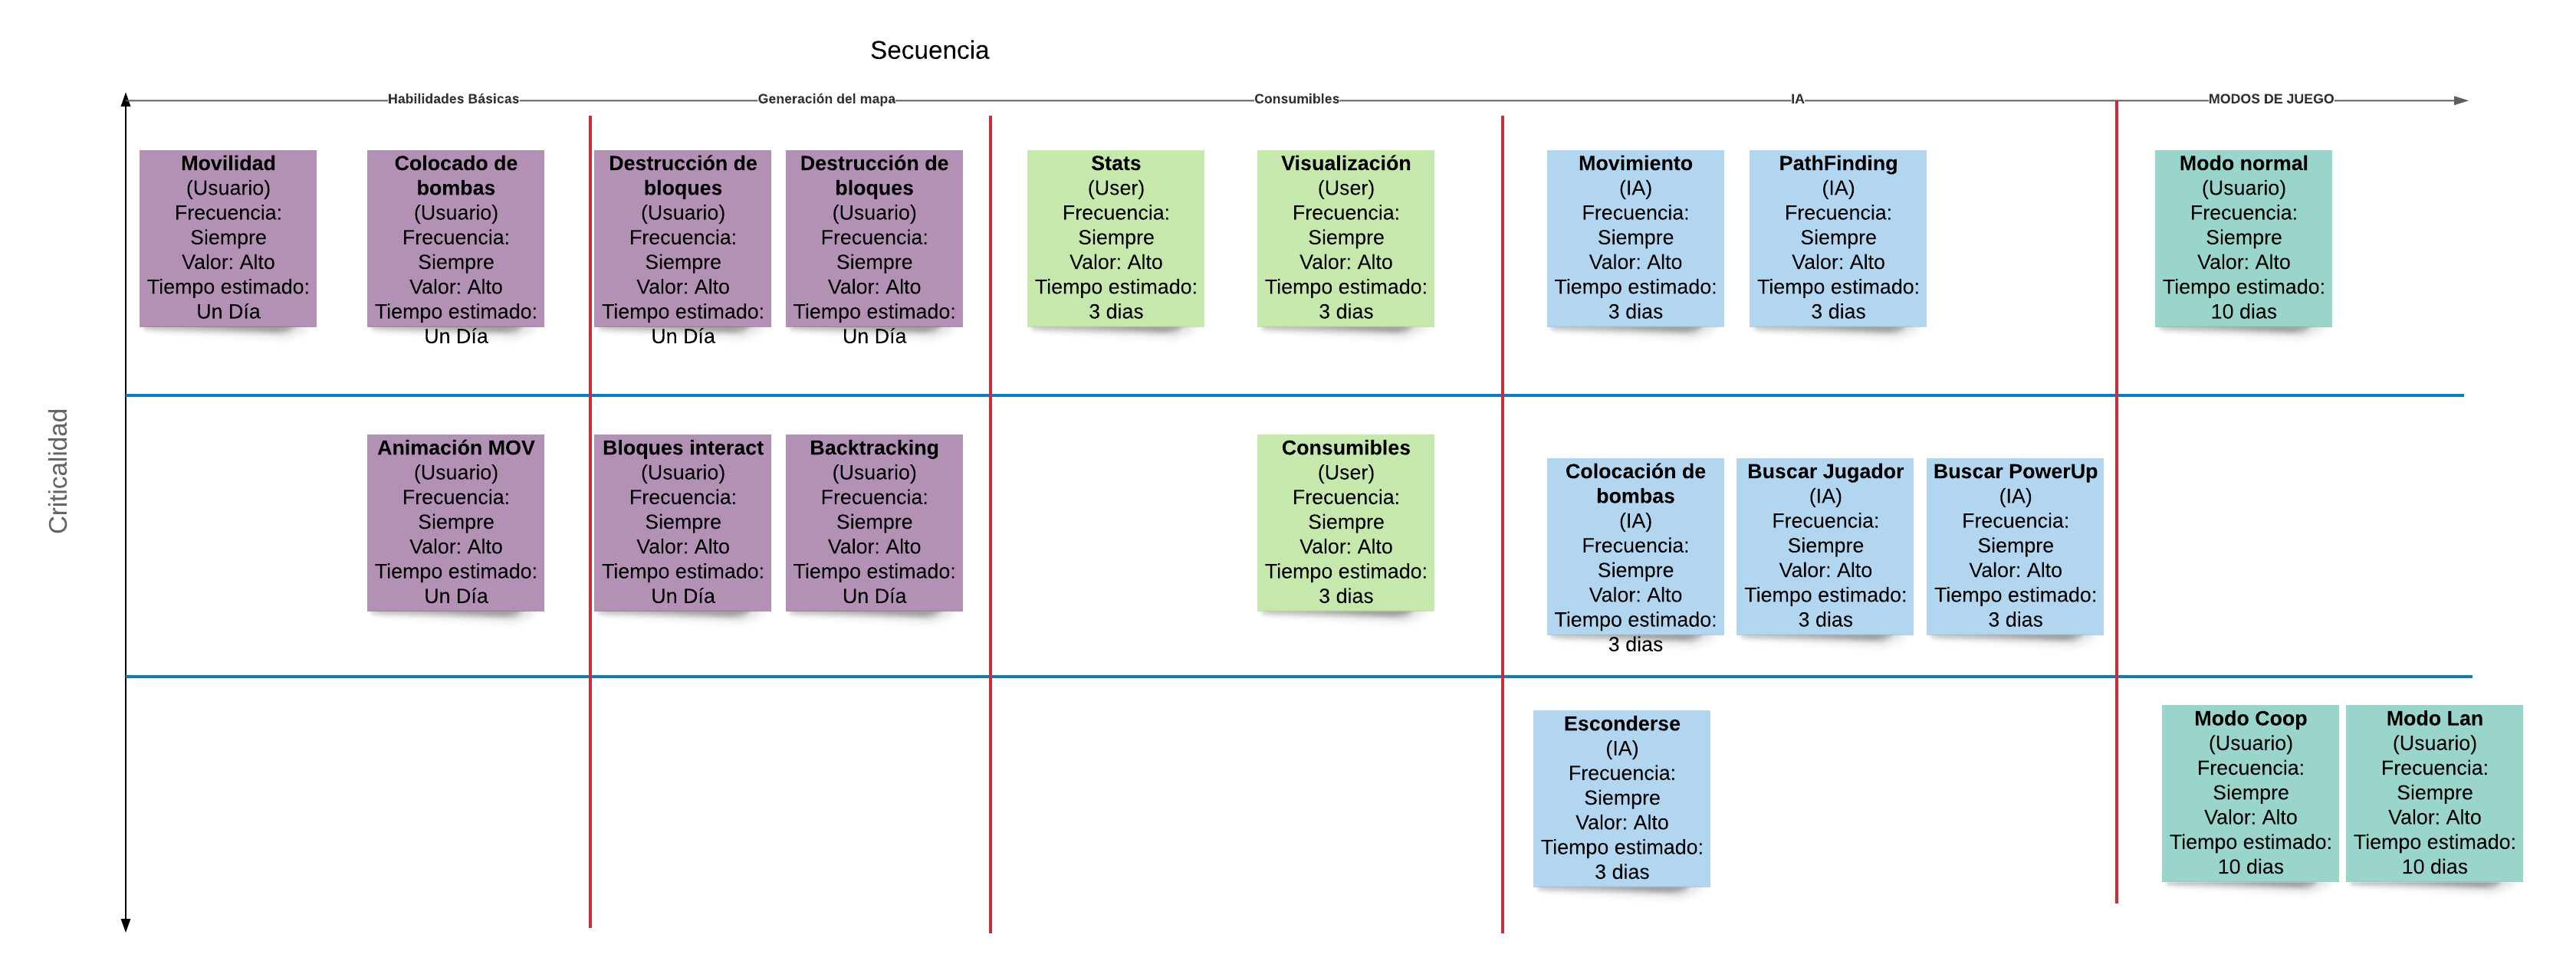 Secuencia
Habilidades Básicas
Generación del mapa
Consumibles
IA
MODOS DE JUEGO
Criticalidad
Movilidad
(Usuario)
Frecuencia:
Siempre
Valor: Alto
Tiempo estimado:
Un Día
Colocado de
bombas
(Usuario)
Frecuencia:
Siempre
Valor: Alto
Tiempo estimado:
Un Día
Destrucción de
bloques
(Usuario)
Frecuencia:
Siempre
Valor: Alto
Tiempo estimado:
Un Día
Destrucción de
bloques
(Usuario)
Frecuencia:
Siempre
Valor: Alto
Tiempo estimado:
Un Día
Stats
(User)
Frecuencia:
Siempre
Valor: Alto
Tiempo estimado:
3 dias
Visualización
(User)
Frecuencia:
Siempre
Valor: Alto
Tiempo estimado:
3 dias
Movimiento
(IA)
Frecuencia:
Siempre
Valor: Alto
Tiempo estimado:
3 dias
PathFinding
(IA)
Frecuencia:
Siempre
Valor: Alto
Tiempo estimado:
3 dias
Modo normal
(Usuario)
Frecuencia:
Siempre
Valor: Alto
Tiempo estimado:
10 dias
Animación MOV
(Usuario)
Frecuencia:
Siempre
Valor: Alto
Tiempo estimado:
Un Día
Bloques interact
(Usuario)
Frecuencia:
Siempre
Valor: Alto
Tiempo estimado:
Un Día
Backtracking
(Usuario)
Frecuencia:
Siempre
Valor: Alto
Tiempo estimado:
Un Día
Consumibles
(User)
Frecuencia:
Siempre
Valor: Alto
Tiempo estimado:
3 dias
Colocación de
bombas
(IA)
Frecuencia:
Siempre
Valor: Alto
Tiempo estimado:
3 dias
Buscar Jugador
(IA)
Frecuencia:
Siempre
Valor: Alto
Tiempo estimado:
3 dias
Buscar PowerUp
(IA)
Frecuencia:
Siempre
Valor: Alto
Tiempo estimado:
3 dias
Esconderse
(IA)
Frecuencia:
Siempre
Valor: Alto
Tiempo estimado:
3 dias
Modo Coop
(Usuario)
Frecuencia:
Siempre
Valor: Alto
Tiempo estimado:
10 dias
Modo Lan
(Usuario)
Frecuencia:
Siempre
Valor: Alto
Tiempo estimado:
10 dias